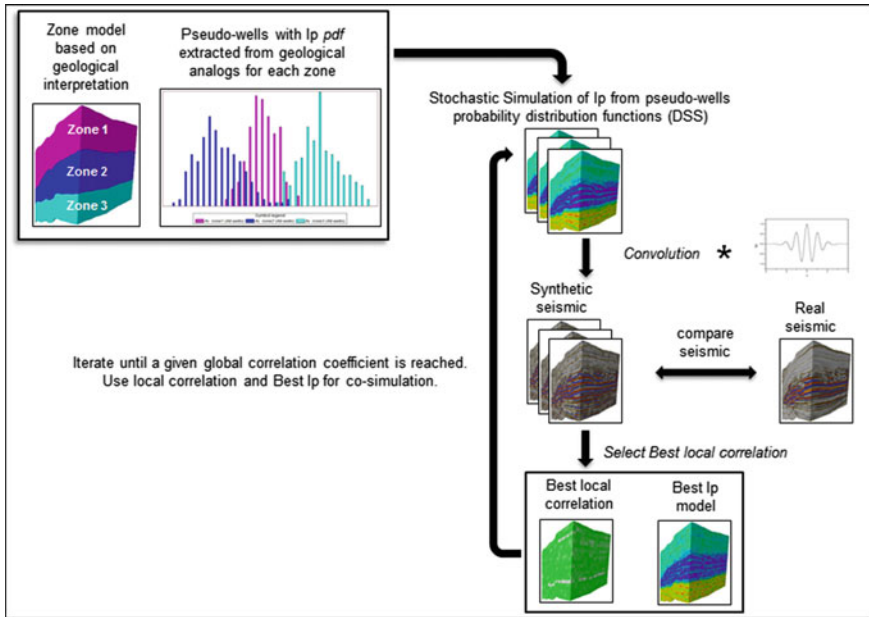 Zone model
based on
geological
interpretation
Zone 1
Zone 2
Zone 3
Pseudo-wells with Ip pdf
extracted from geological
analogs for each zone
Stochastic Simulation of Ip from pseudo-wells
probability distribution functions (DSS)
Convolution *
Synthetic
seismic
compare
seismic
Real
seismic
Iterate until a given global correlation coefficient is reached.
Use local correlation and Best Ip for co-simulation.
Select Best local correlation
Best local
correlation
Best Ip
model